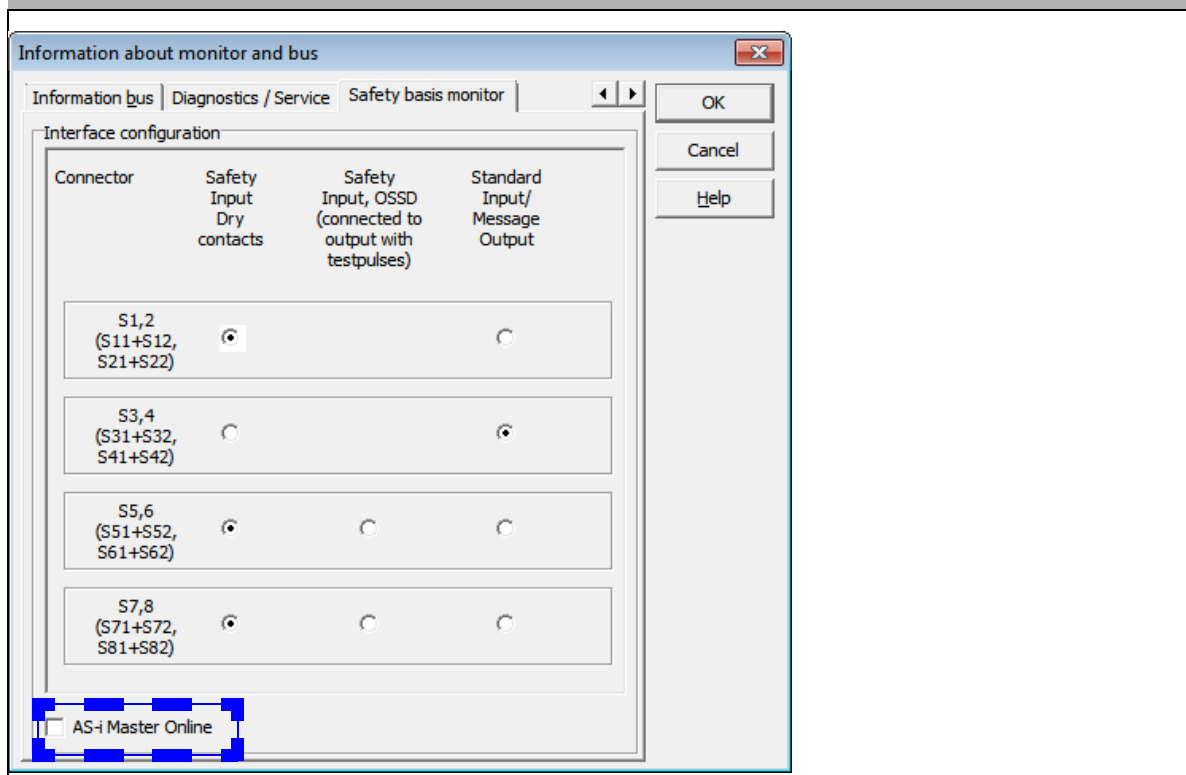 Information about monitor and bus
Information bus Diagnostics / Service Safety basis monitor
OK
Cancel
Help
Interface configuration
Connector
Safety
Input
Dry
contacts
Safety
Input, OSSD
(connected to
output with
testpulses)
Standard
Input/
Message
Output
S1,2
(S11+S12,
S21+S22)
S3,4
(S31+S32,
S41+S42)
S5,6
(S51+S52,
S61+S62)
S7,8
(S71+S72,
S81+S82)
AS-i Master Online